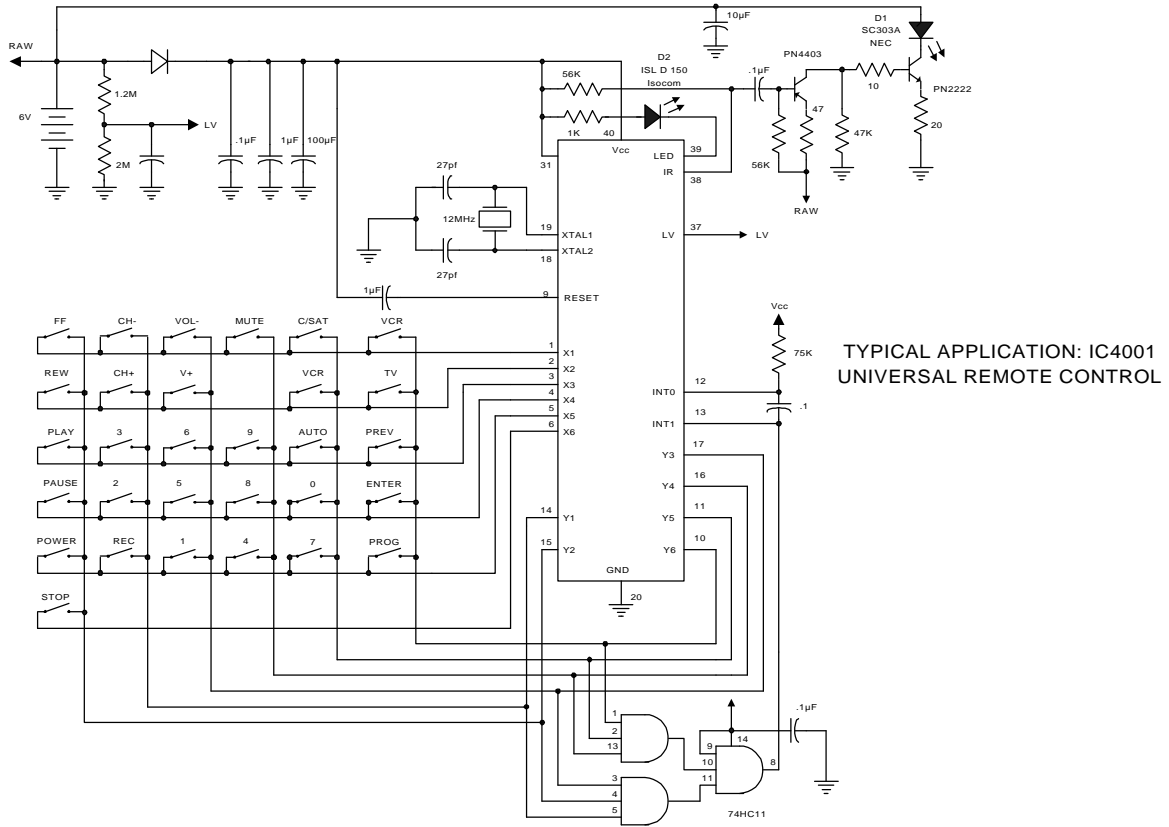 10µF
D1
SC303A
NEC
RAW
PN4403
D2
ISL D 150
Isocom
56K
.1µF
1.2M
10
PN2222
6V
LV
47
20
1K
40
.1µF
1µF
100µF
Vcc
47K
39
LED
2M
31
IR
56K
38
27pf
RAW
12MHz
19
XTAL1
37
LV
LV
XTAL2
18
27pf
1µF
9
RESET
Vcc
FF
CH-
VOL-
MUTE
C/SAT
VCR
75K
TYPICAL APPLICATION: IC4001
UNIVERSAL REMOTE CONTROL
1
X1
2
X2
REW
CH+
V+
VCR
TV
3
X3
12
INT0
4
X4
.1
5
X5
13
INT1
6
X6
PLAY
3
6
9
AUTO
PREV
17
Y3
16
Y4
PAUSE
2
5
8
0
ENTER
14
Y1
11
Y5
POWER
REC
1
4
7
PROG
15
Y2
10
Y6
GND
20
STOP
1
2
13
.1µF
14
9
10
11
8
3
4
5
74HC11